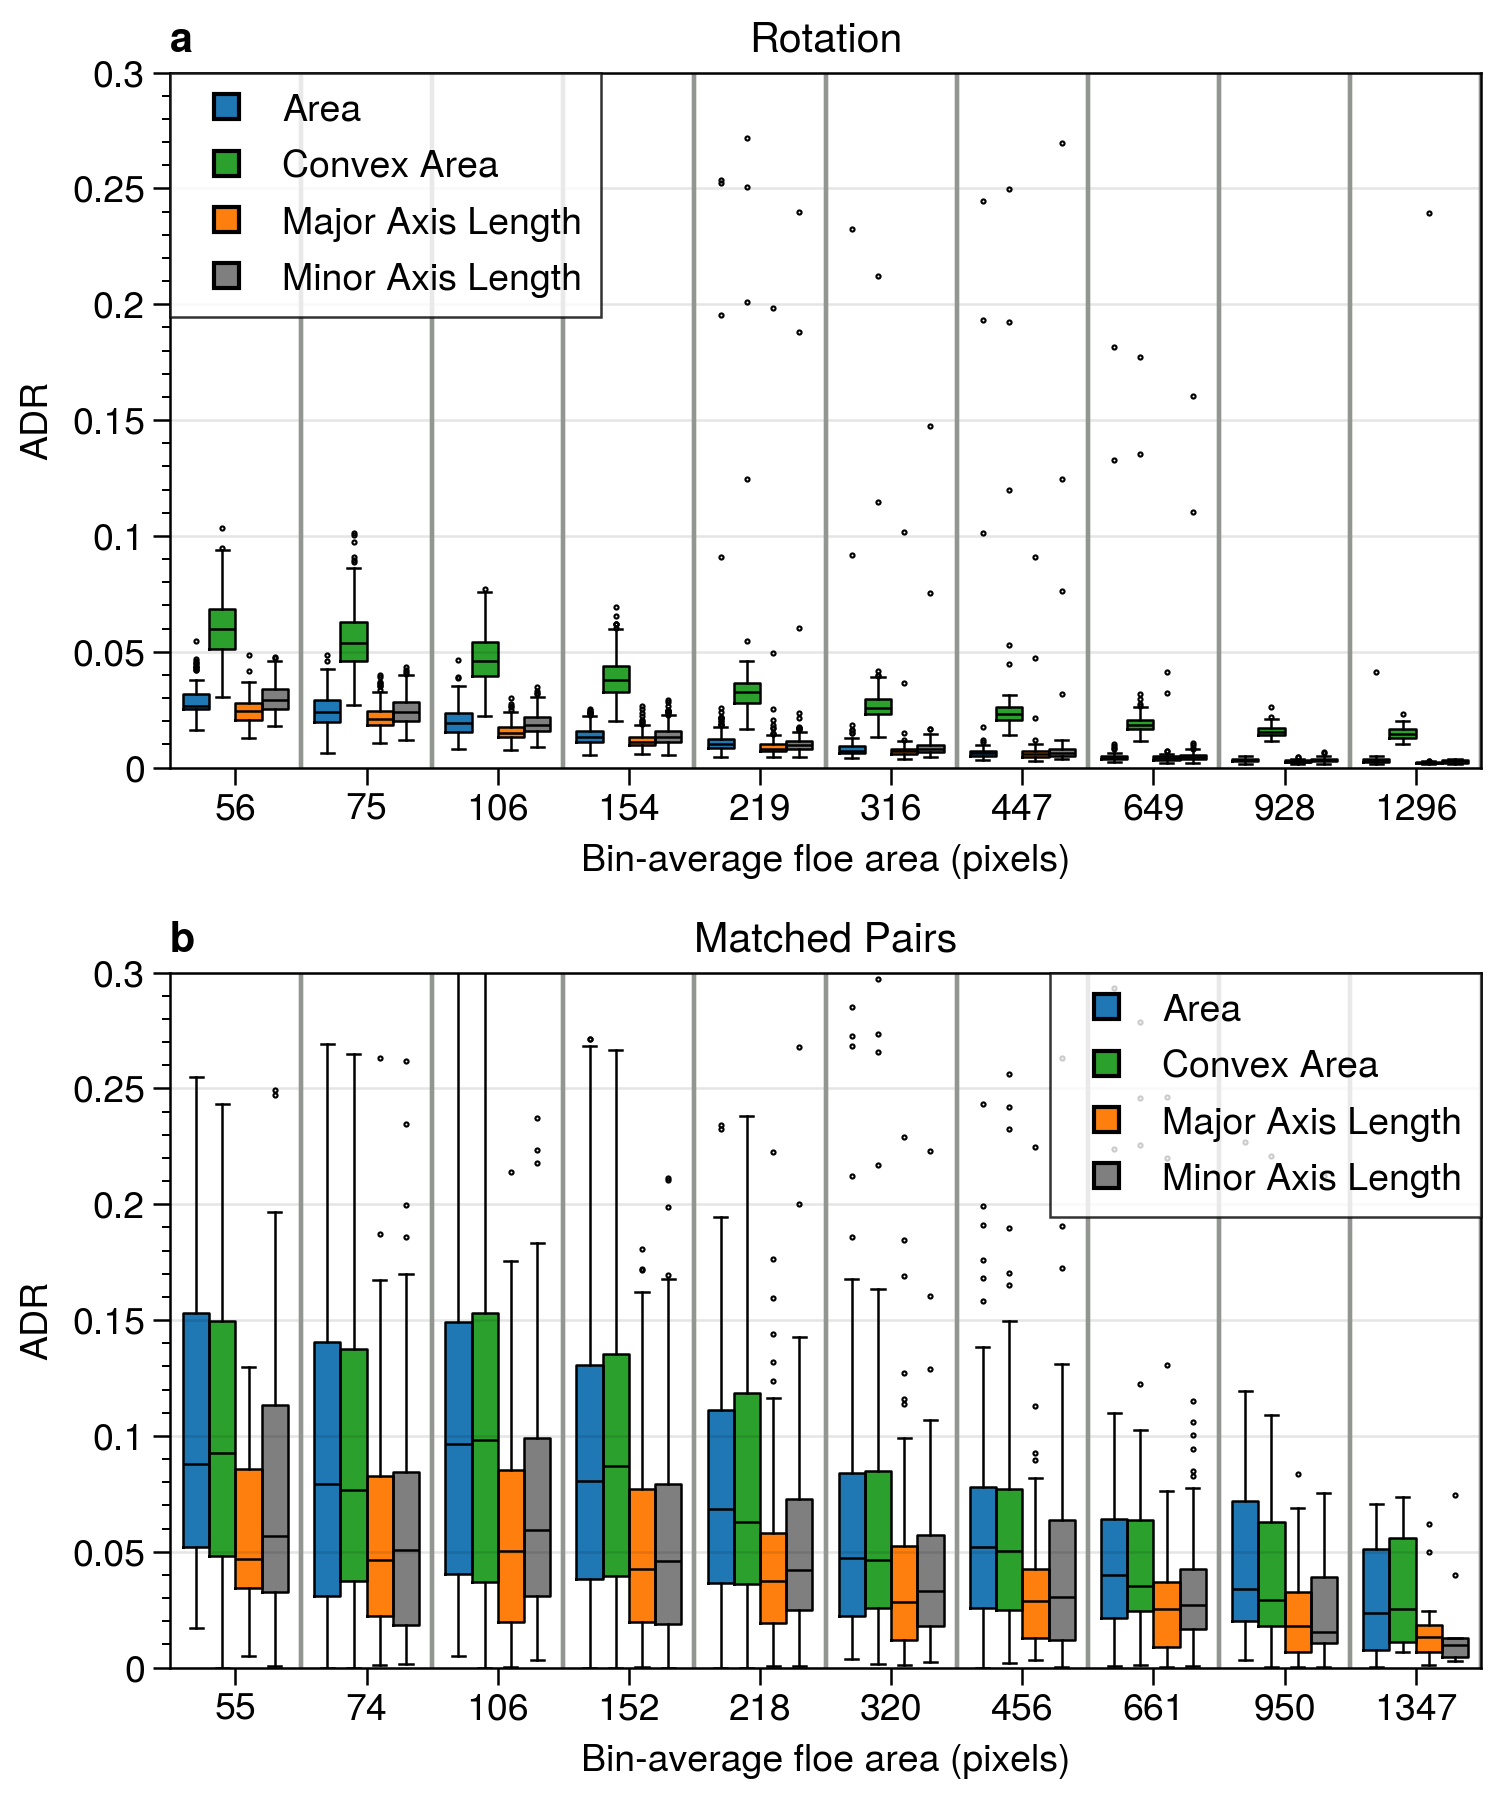 a
Rotation
0.3
0.25
0.2
0.15
0.1
0.05
0
ADR
Area
Convex Area
Major Axis Length
Minor Axis Length
56 75 106 154 219 316 447 649 928 1296
Bin-average floe area (pixels)
b
Matched Pairs
0.3
0.25
0.2
0.15
0.1
0.05
0
ADR
Area
Convex Area
Major Axis Length
Minor Axis Length
55 74 106 152 218 320 456 661 950 1347
Bin-average floe area (pixels)